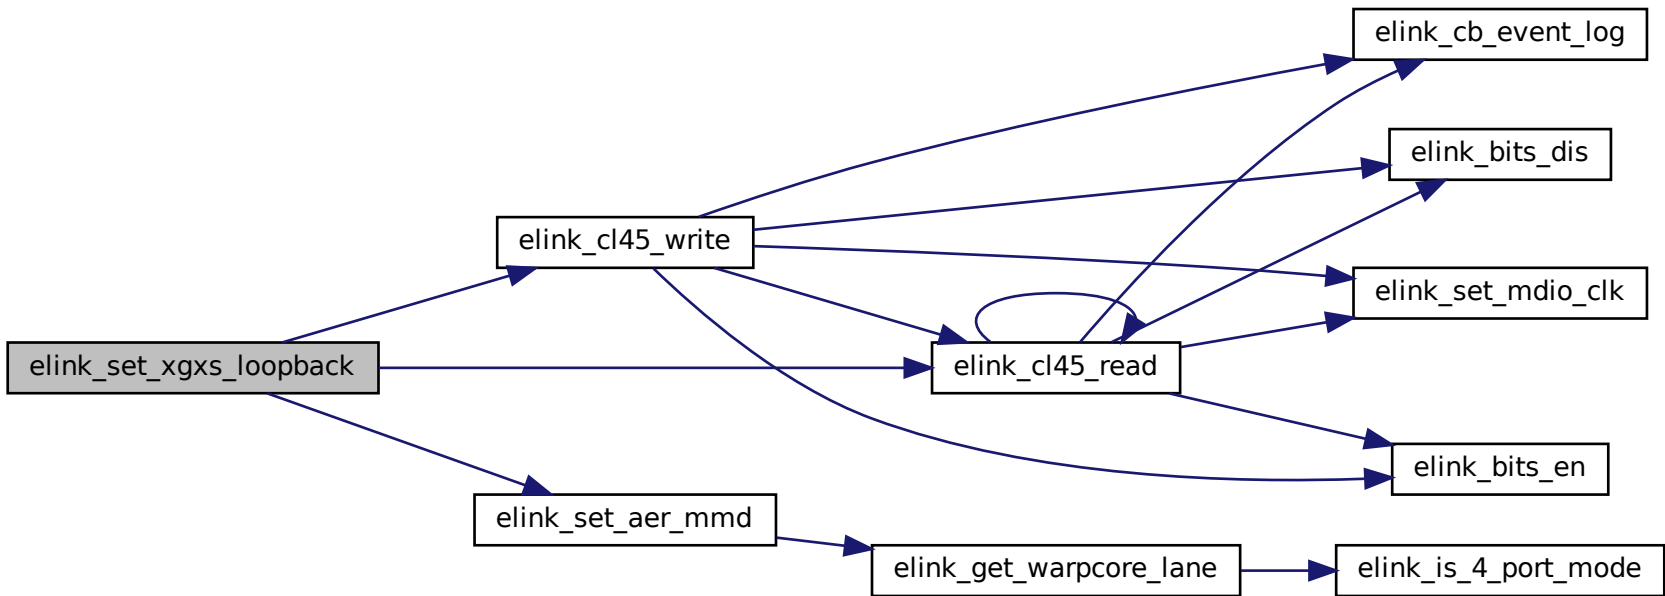 elink_cb_event_log
elink_bits_dis
elink_cl45_write
elink_set_mdio_clk
elink_set_xgxs_loopback
elink_cl45_read
elink_bits_en
elink_set_aer_mmd
elink_get_warpcore_lane
elink_is_4_port_mode